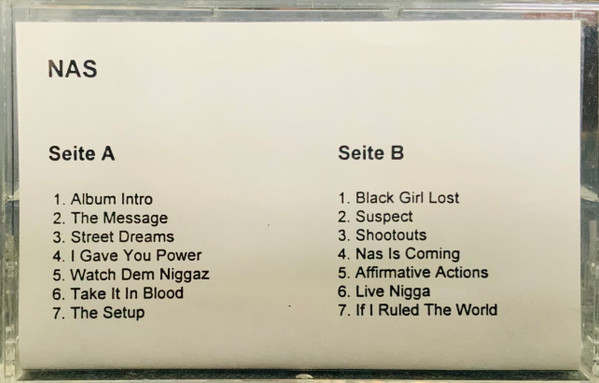 NAS
Seite A
1. Album Intro
2. The Message
3. Street Dreams
4. I Gave You Power
5. Watch Dem Niggaz
6. Take It In Blood
7. The Setup
Seite B
1. Black Girl Lost
2. Suspect
3. Shootouts
4. Nas Is Coming
5. Affirmative Actions
6. Live Nigga
7. If I Ruled The World